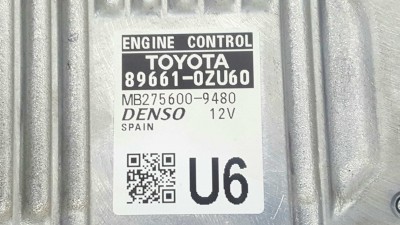 ENGINE CONTROL
TOYOTA
89661-0ZU60
MB275600-9480
DENSO 12V
SPAIN
U6